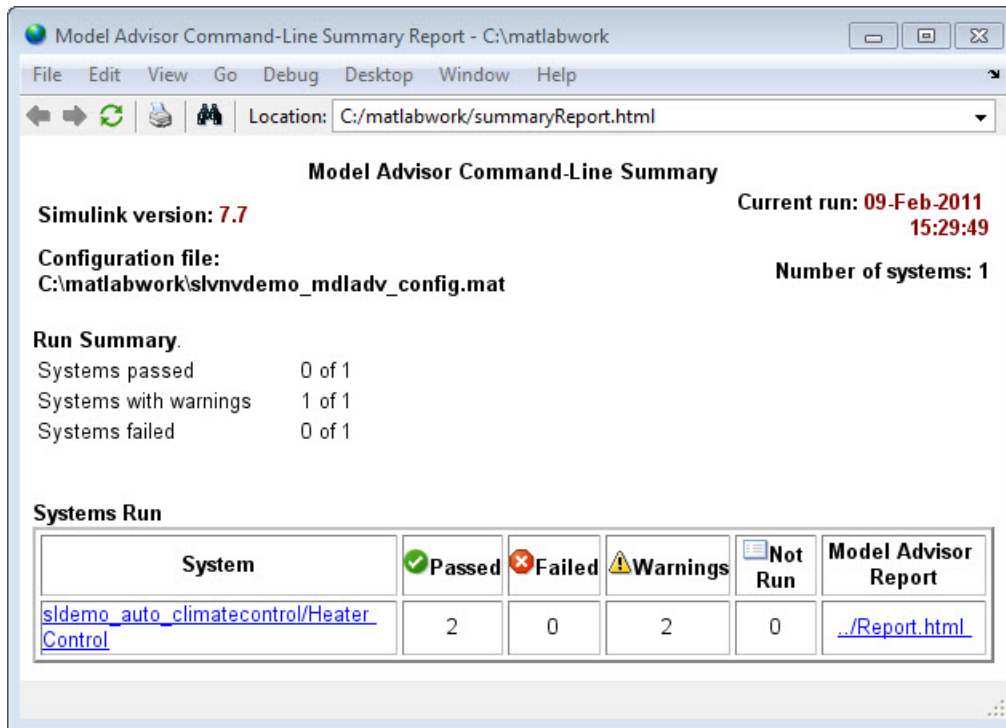 Model Advisor Command-Line Summary Report - C:\matlabwork
File Edit View Go Debug Desktop Window Help
Location: C:/matlabwork/summaryReport.html
Model Advisor Command-Line Summary
Simulink version: 7.7
Current run: 09-Feb-2011
15:29:49
Configuration file:
C:\matlabwork\slvnvdemo_mdladv_config.mat
Number of systems: 1
Run Summary.
Systems passed 0 of 1
Systems with warnings 1 of 1
Systems failed 0 of 1
Systems Run
System Passed Failed Warnings Not Run Model Advisor Report
sldemo_auto_climatecontrol/Heater
Control
2 0 2 0 ../Report.html